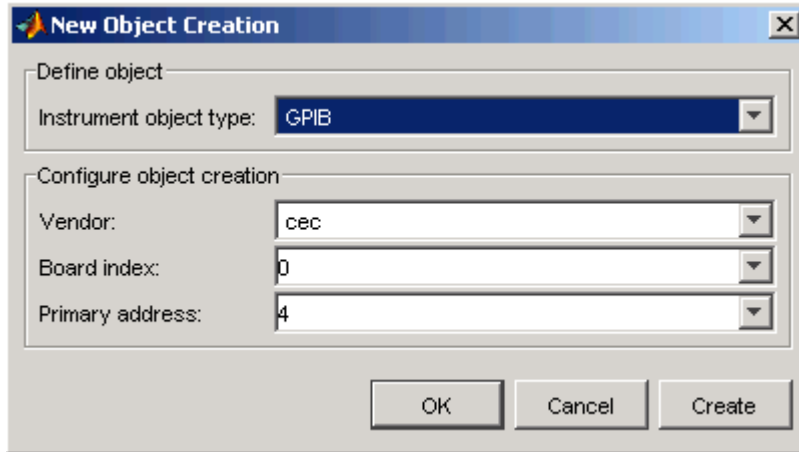 New Object Creation
Define object
Instrument object type: GPIB
Configure object creation
Vendor: cec
Board index: 0
Primary address: 4
OK Cancel Create